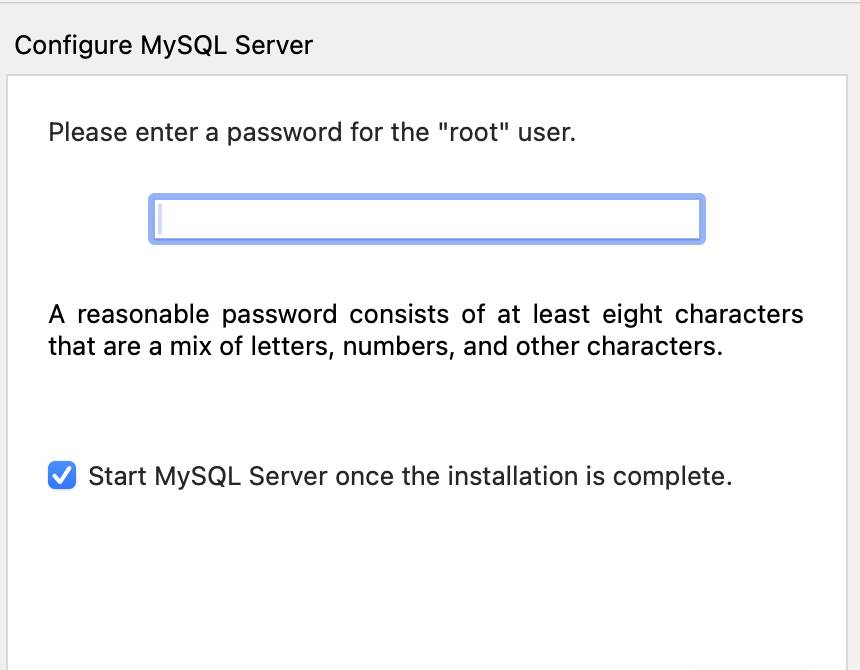 Configure MySQL Server
Please enter a password for the "root" user.
A reasonable password consists of at least eight characters
that are a mix of letters, numbers, and other characters.
Start MySQL Server once the installation is complete.